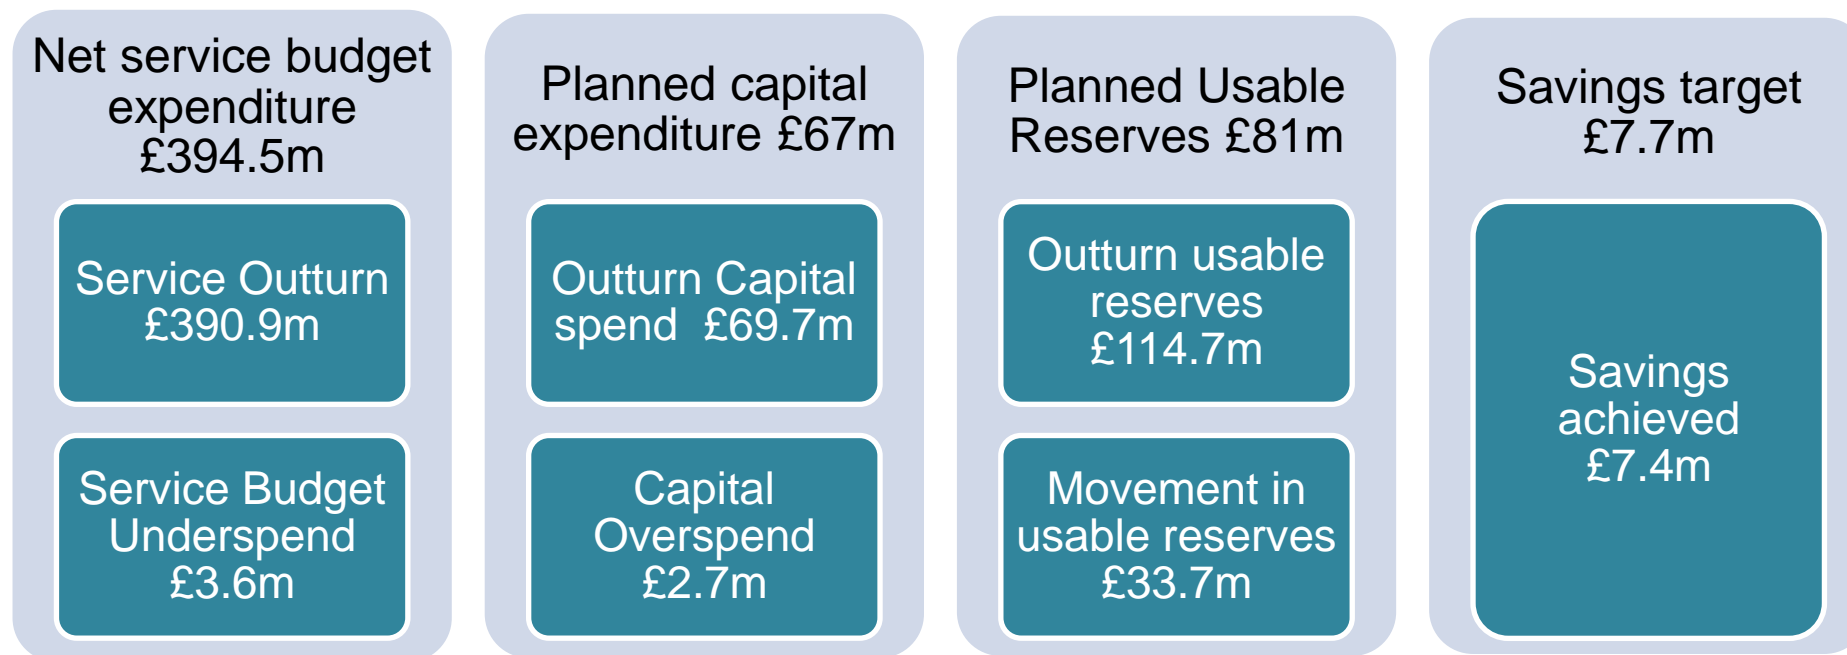 Net service budget
expenditure
£394.5m
Service Outturn
£390.9m
Service Budget
Underspend
£3.6m
Planned capital
expenditure £67m
Outturn Capital
spend  £69.7m
Capital
Overspend
£2.7m
Planned Usable
Reserves £81m
Outturn usable
reserves
£114.7m
Movement in
usable reserves
£33.7m
Savings target
£7.7m
Savings
achieved
£7.4m